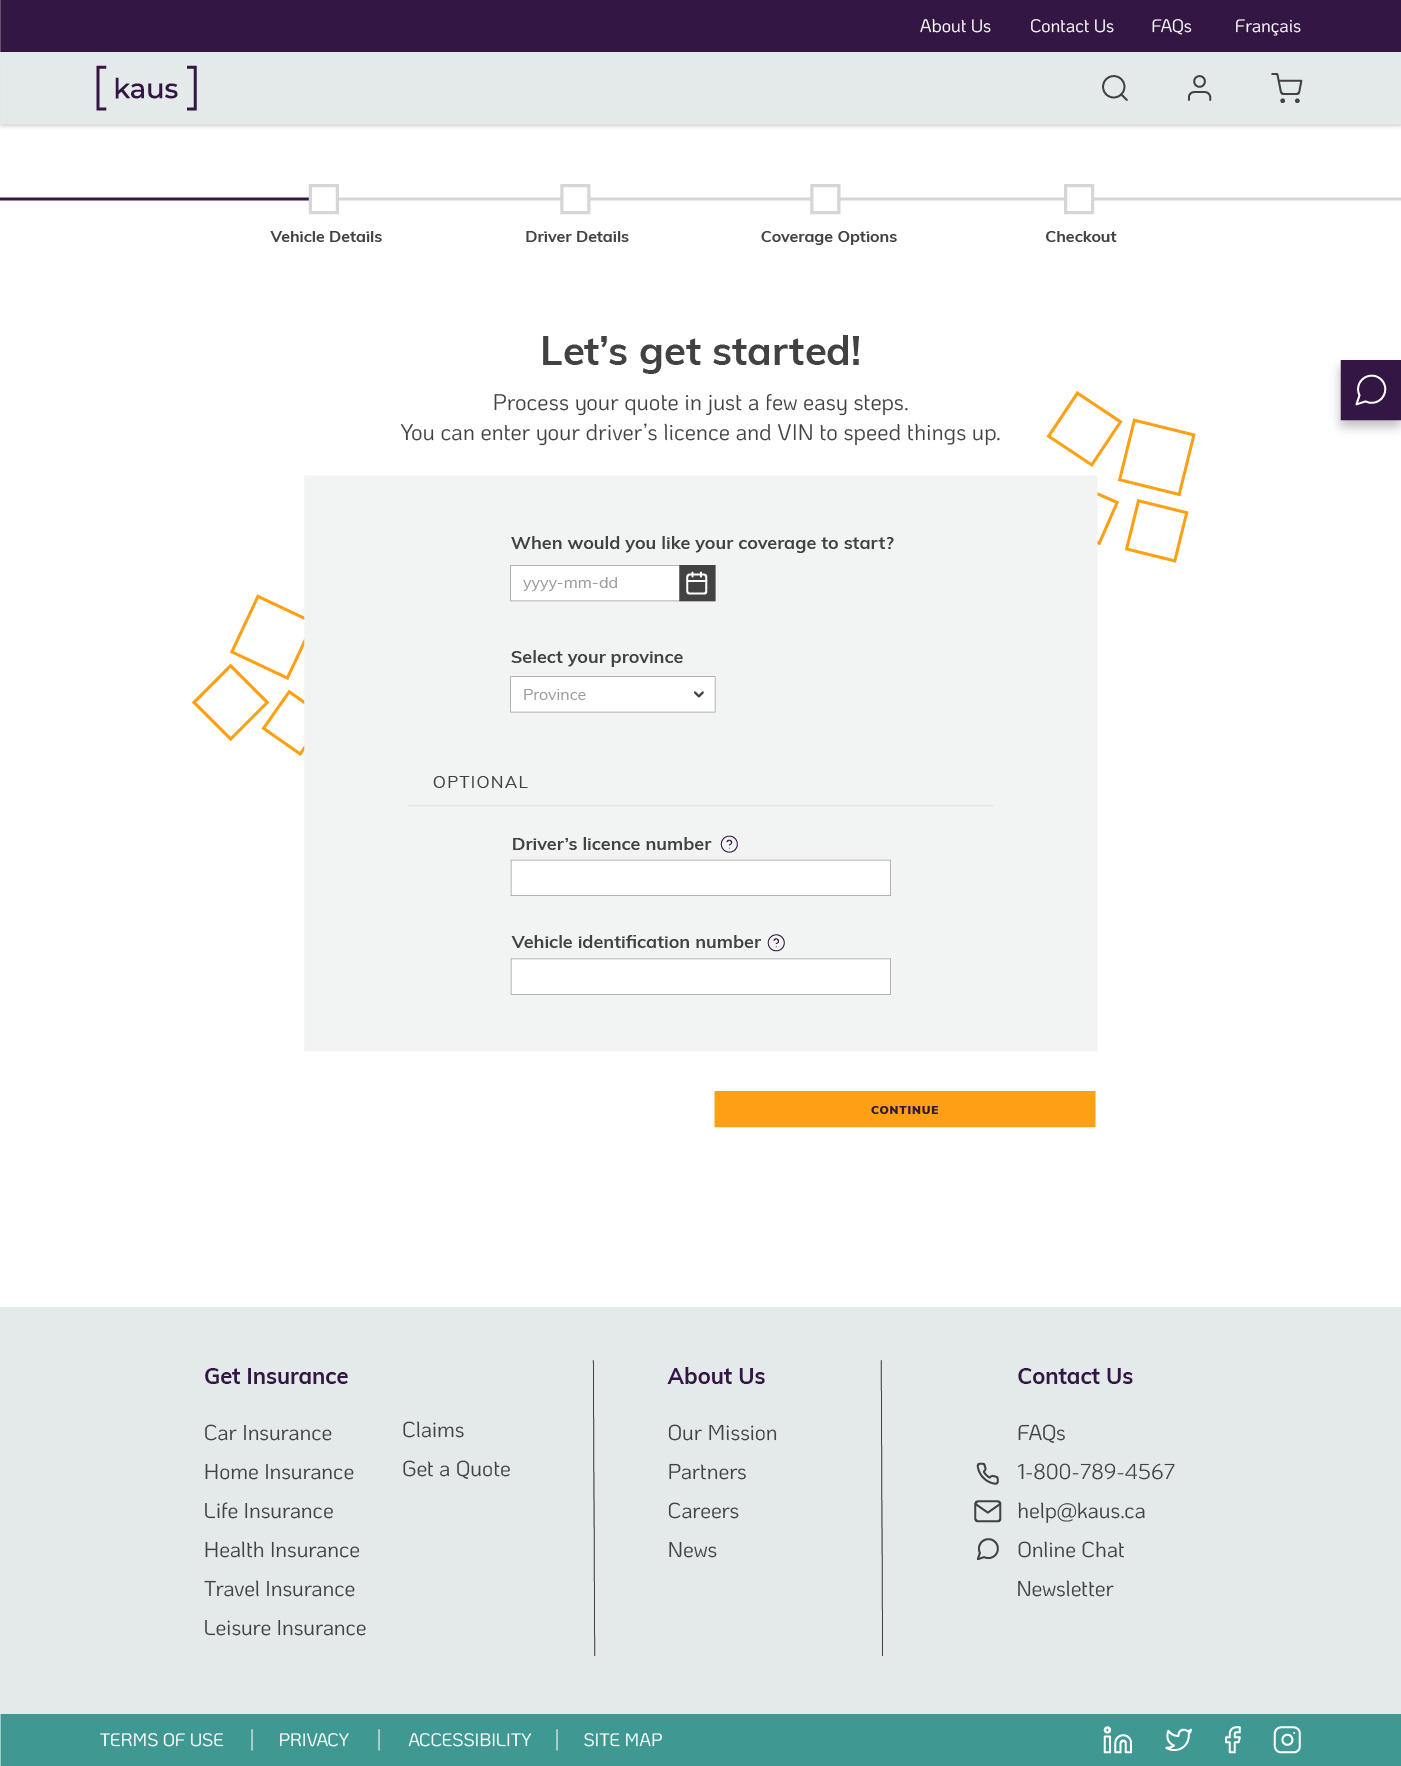 About Us Contact Us FAQs Français
[ kaus ]
Vehicle Details Driver Details Coverage Options Checkout
Let's get started!
Process your quote in just a few easy steps.
You can enter your driver's licence and VIN to speed things up.
When would you like your coverage to start?
yyyy-mm-dd
Select your province
Province
OPTIONAL
Driver's licence number ?
Vehicle identification number ?
CONTINUE
Get Insurance
Car Insurance
Home Insurance
Life Insurance
Health Insurance
Travel Insurance
Leisure Insurance
Claims
Get a Quote
About Us
Our Mission
Partners
Careers
News
Contact Us
FAQs
1-800-789-4567
help@kaus.ca
Online Chat
Newsletter
TERMS OF USE | PRIVACY | ACCESSIBILITY | SITE MAP